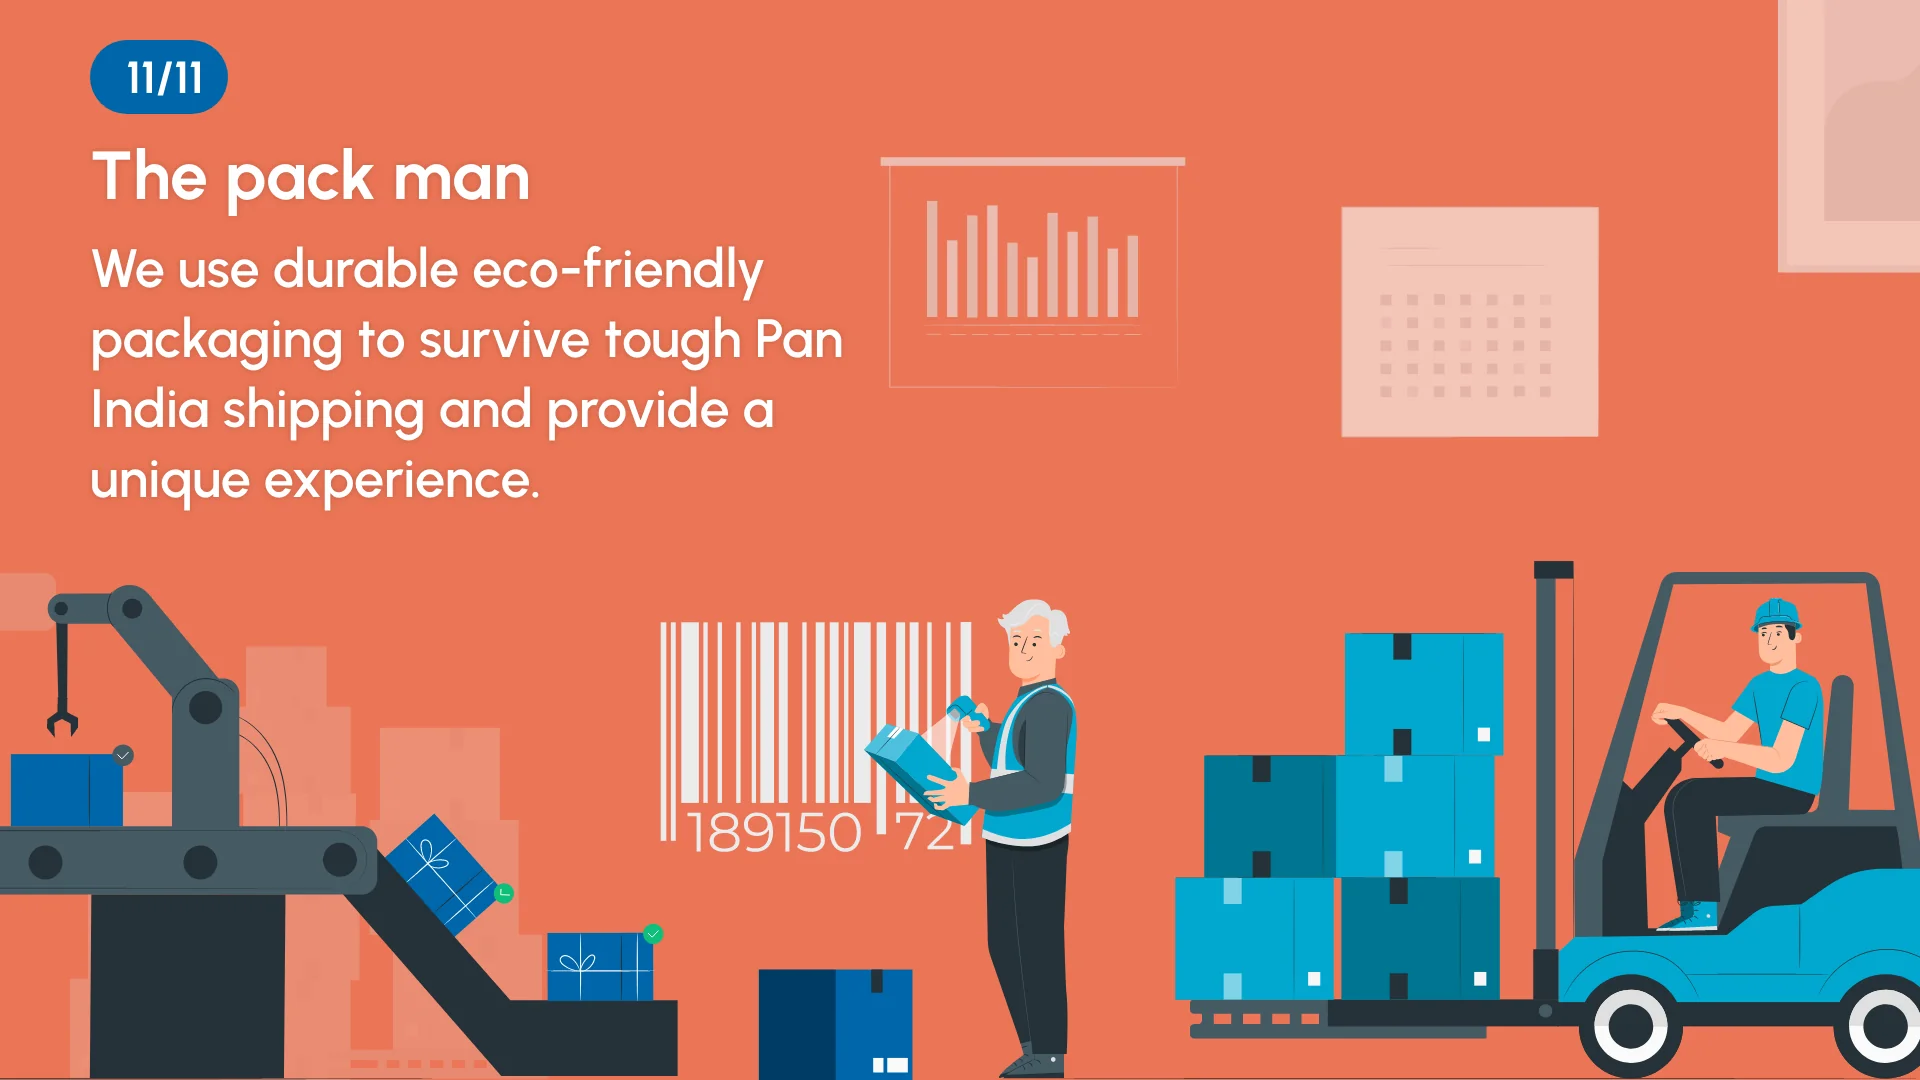 11/11
The pack man
We use durable eco-friendly
packaging to survive tough Pan
India shipping and provide a
unique experience.
189150 72